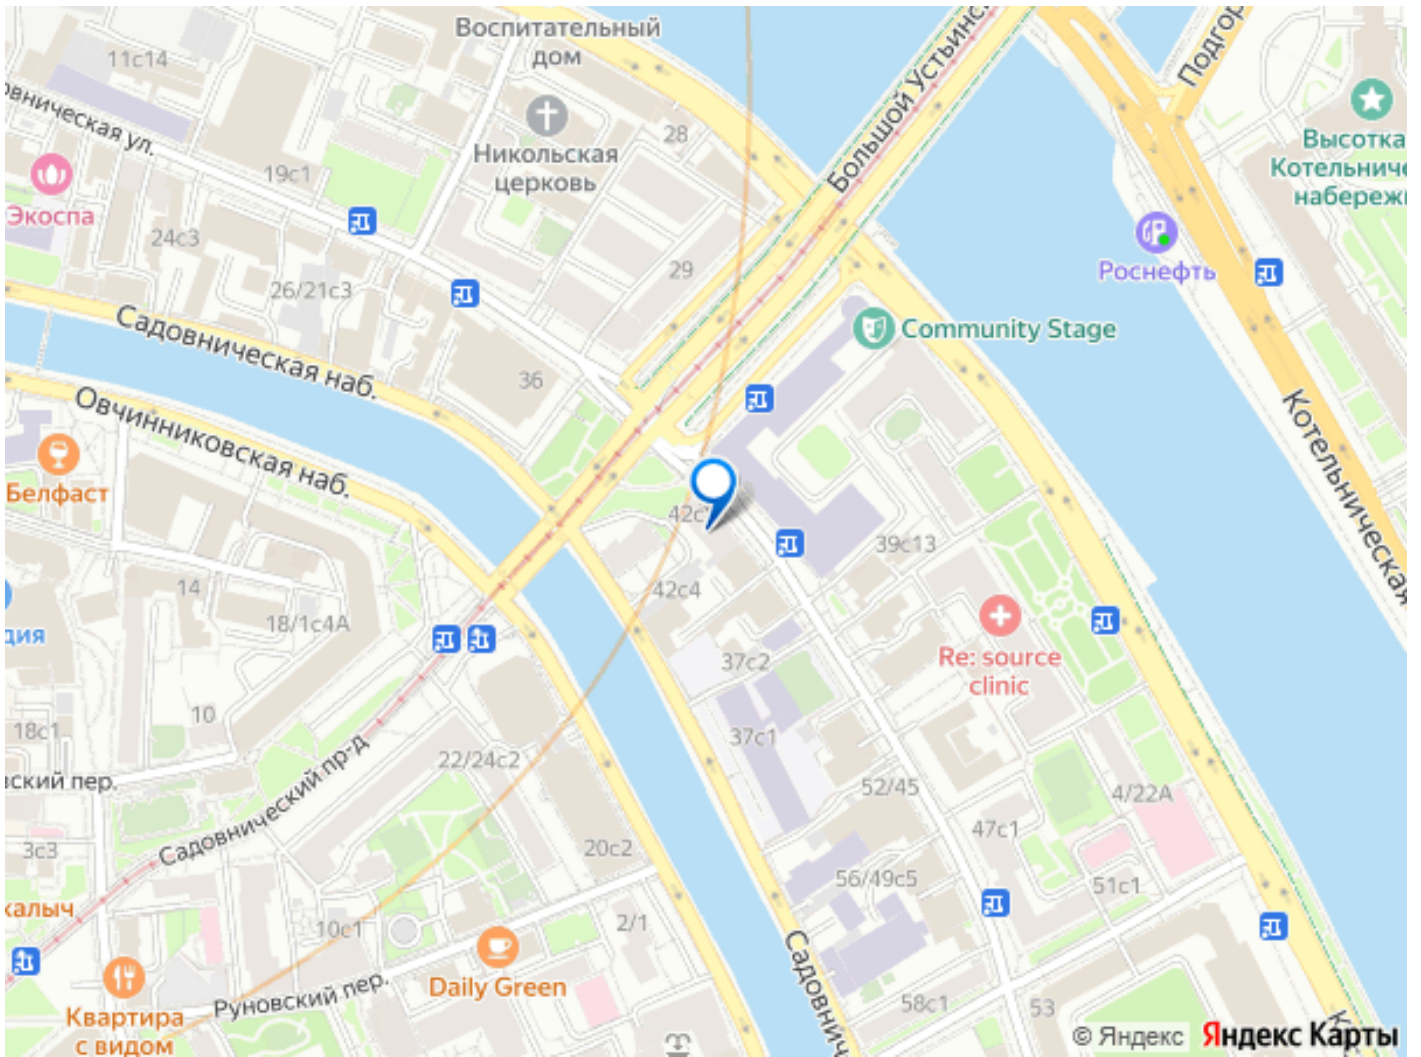 Воспитательный
дом
11с14
Большой Устьинс
Подгор
овническая ул.
28
Никольская
церковь
Высотка
Котельниче
набережн
19с1
Экоспа
24с3
29
Роснефть
26/21с3
Садовническая наб.
Community Stage
36
Овчинниковская наб.
Котельническая
Белфаст
42с
39с13
14
42с4
18/1с4А
дия
37с2
Re: source
clinic
10
18с1
37с1
22/24с2
вский пер.
Садовнический пр-д
52/45
4/22А
47с1
3с3
20с2
56/49с5
51с1
калыч
10с1
2/1
Садовнич
Daily Green
Руновский пер.
58с1
53
Квартира
с видом
К
© Яндекс
Яндекс Карты